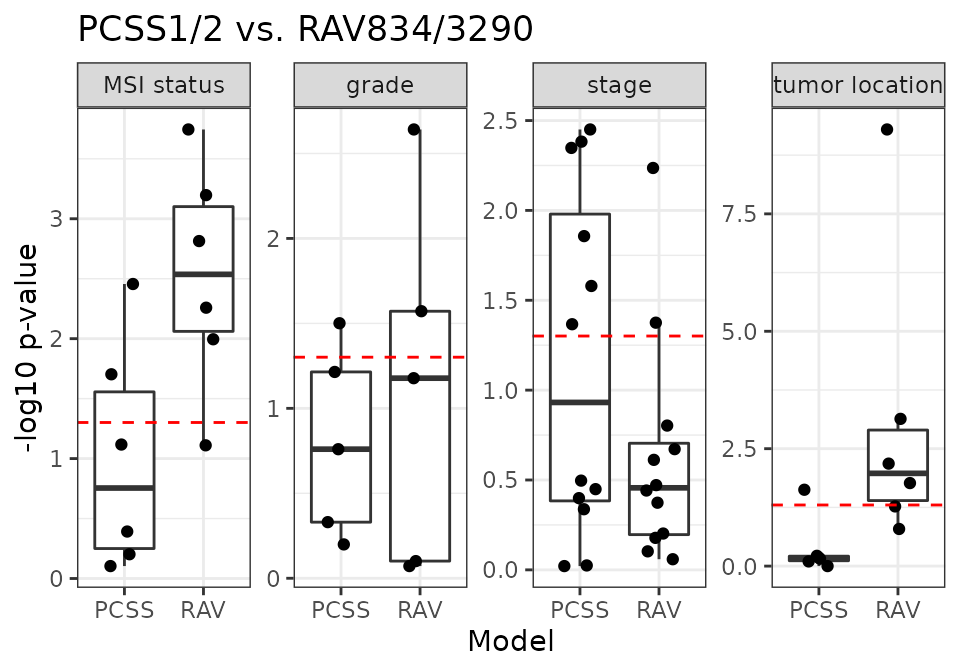 PCSS1/2 vs. RAV834/3290
MSI status
grade
stage
tumor location
-log10 p-value
3
2
1
0
2
1
0
2.5
2.0
1.5
1.0
0.5
0.0
7.5
5.0
2.5
0.0
PCSS RAV
PCSS RAV
PCSS RAV
PCSS RAV
Model